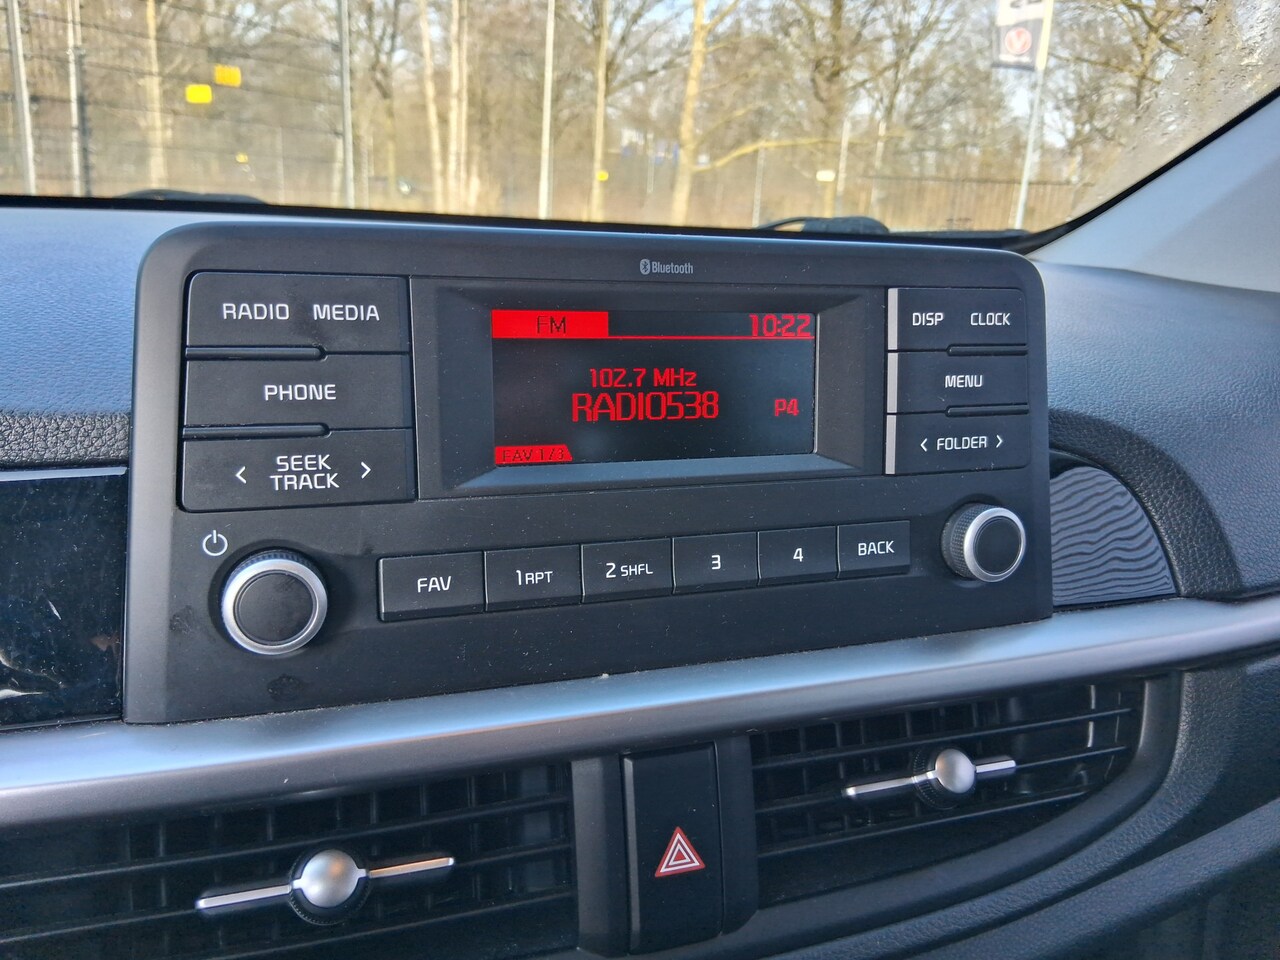 Bluetooth
RADIO MEDIA
PHONE
< SEEK TRACK >
FM 10:22
102.7 MHz
RADIO538 P4
FAV 1/3
DISP CLOCK
MENU
< FOLDER >
FAV 1 RPT 2 SHFL 3 4 BACK